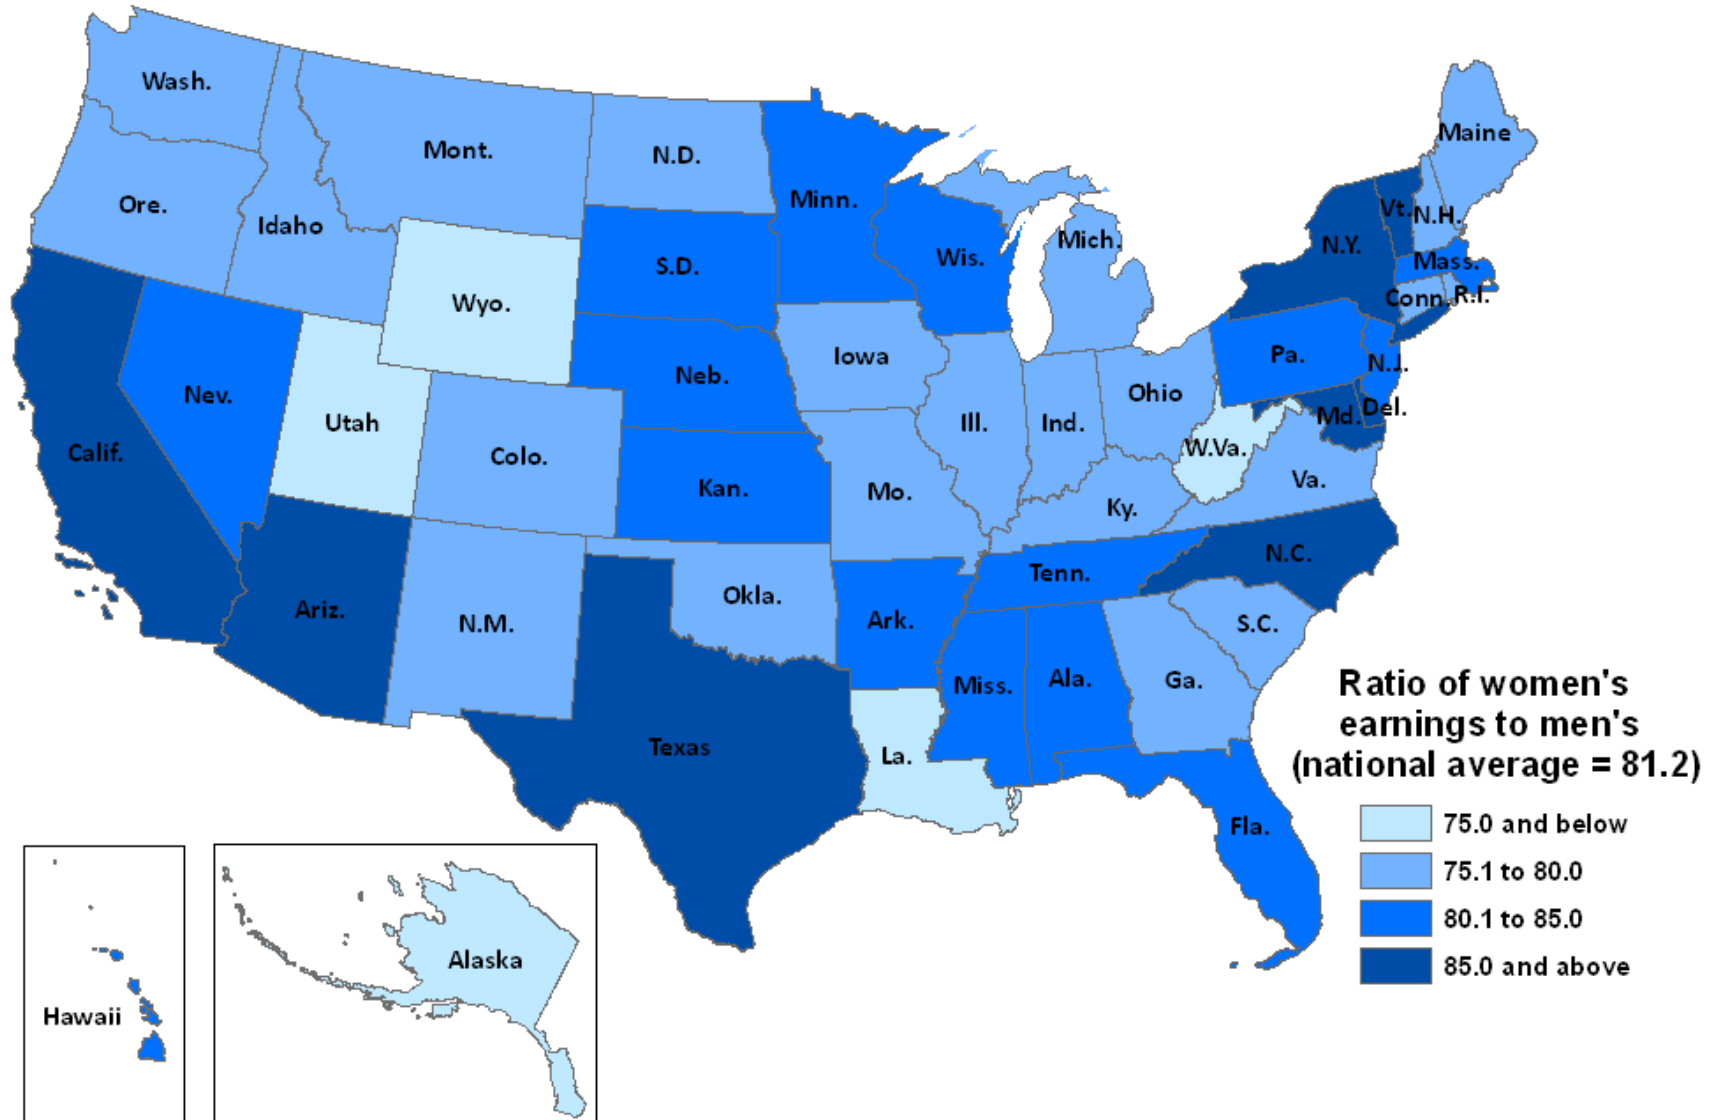 Wash.
Maine
Mont.
N.D.
Minn.
Ore.
Idaho
Vt.
N.H.
Mich.
N.Y.
Wis.
S.D.
Mass.
Wyo.
Conn.
R.I.
Iowa
Pa.
N.J.
Neb.
Nev.
Ohio
Del.
Md.
Utah
Ill.
Ind.
W.Va.
Calif.
Colo.
Va.
Kan.
Mo.
Ky.
N.C.
Tenn.
Okla.
Ariz.
N.M.
Ark.
S.C.
Miss.
Ala.
Ga.
Texas
La.
Fla.
Ratio of women's
earnings to men's
(national average = 81.2)
75.0 and below
75.1 to 80.0
80.1 to 85.0
85.0 and above
Alaska
Hawaii